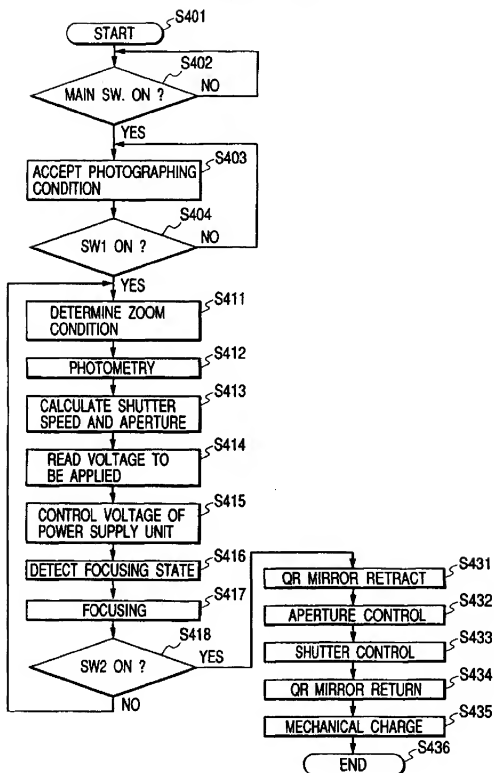 START
S401
S402
MAIN SW. ON ?
NO
YES
S403
ACCEPT PHOTOGRAPHING
CONDITION
S404
SW1 ON ?
NO
YES
S411
DETERMINE ZOOM
CONDITION
S412
PHOTOMETRY
S413
CALCULATE SHUTTER
SPEED AND APERTURE
S414
READ VOLTAGE TO
BE APPLIED
S415
CONTROL VOLTAGE OF
POWER SUPPLY UNIT
S416
DETECT FOCUSING STATE
S417
FOCUSING
S418
SW2 ON ?
YES
NO
S431
QR MIRROR RETRACT
S432
APERTURE CONTROL
S433
SHUTTER CONTROL
S434
QR MIRROR RETURN
S435
MECHANICAL CHARGE
S436
END